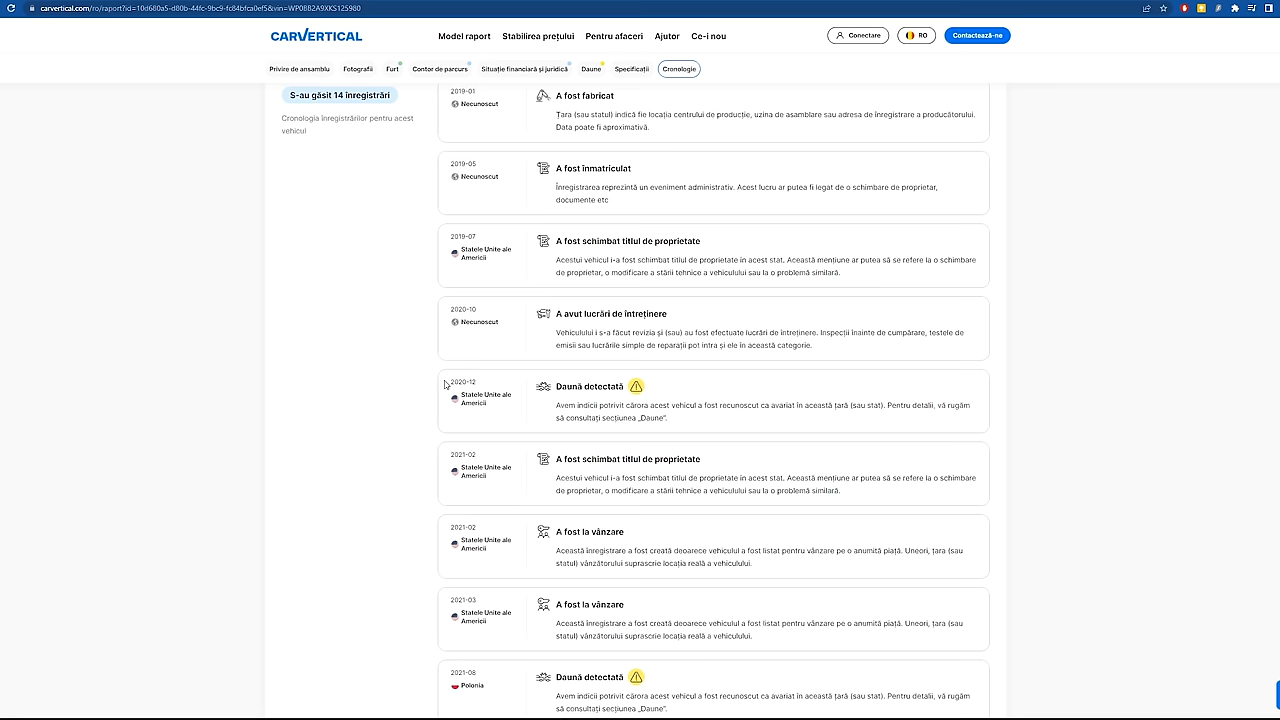 carvertical.com/ro/raport?id=10d680a5-d80b-44fc-9bc9-fc84bfca0ef5&vin=WP0BB2A9XKS125980
CARVERTICAL
Model raport
Stabilirea prețului
Pentru afaceri
Ajutor
Ce-i nou
Conectare
RO
Contactează-ne
Privire de ansamblu
Fotografii
Furt
Contor de parcurs
Situație financiară și juridică
Daune
Specificații
Cronologie
S-au găsit 14 înregistrări
Cronologia înregistrărilor pentru acest
vehicul
2019-01
Necunoscut
A fost fabricat
Țara (sau statul) indică fie locația centrului de producție, uzina de asamblare sau adresa de înregistrare a producătorului.
Data poate fi aproximativă.
2019-05
Necunoscut
A fost înmatriculat
Înregistrarea reprezintă un eveniment administrativ. Acest lucru ar putea fi legat de o schimbare de proprietar,
documente etc
2019-07
Statele Unite ale
Americii
A fost schimbat titlul de proprietate
Acestui vehicul i-a fost schimbat titlul de proprietate în acest stat. Această mențiune ar putea să se refere la o schimbare
de proprietar, o modificare a stării tehnice a vehiculului sau la o problemă similară.
2020-10
Necunoscut
A avut lucrări de întreținere
Vehiculului i s-a făcut revizia și (sau) au fost efectuate lucrări de întreținere. Inspecții înainte de cumpărare, testele de
emisii sau lucrările simple de reparații pot intra și ele în această categorie.
2020-12
Statele Unite ale
Americii
Daună detectată
Avem indicii potrivit cărora acest vehicul a fost recunoscut ca avariat în această țară (sau stat). Pentru detalii, vă rugăm
să consultați secțiunea „Daune”.
2021-02
Statele Unite ale
Americii
A fost schimbat titlul de proprietate
Acestui vehicul i-a fost schimbat titlul de proprietate în acest stat. Această mențiune ar putea să se refere la o schimbare
de proprietar, o modificare a stării tehnice a vehiculului sau la o problemă similară.
2021-02
Statele Unite ale
Americii
A fost la vânzare
Această înregistrare a fost creată deoarece vehiculul a fost listat pentru vânzare pe o anumită piață. Uneori, țara (sau
statul) vânzătorului suprascrie locația reală a vehiculului.
2021-03
Statele Unite ale
Americii
A fost la vânzare
Această înregistrare a fost creată deoarece vehiculul a fost listat pentru vânzare pe o anumită piață. Uneori, țara (sau
statul) vânzătorului suprascrie locația reală a vehiculului.
2021-08
Polonia
Daună detectată
Avem indicii potrivit cărora acest vehicul a fost recunoscut ca avariat în această țară (sau stat). Pentru detalii, vă rugăm
să consultați secțiunea „Daune”.